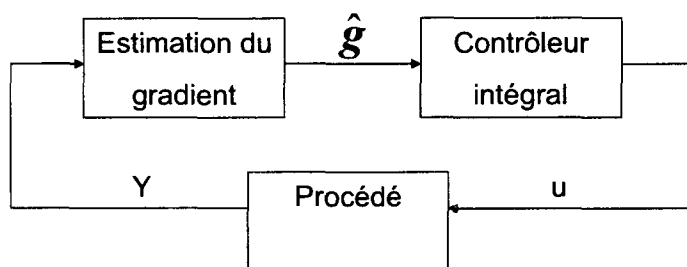 Estimation du
gradient
ĝ
Contrôleur
intégral
Y
Procédé
u